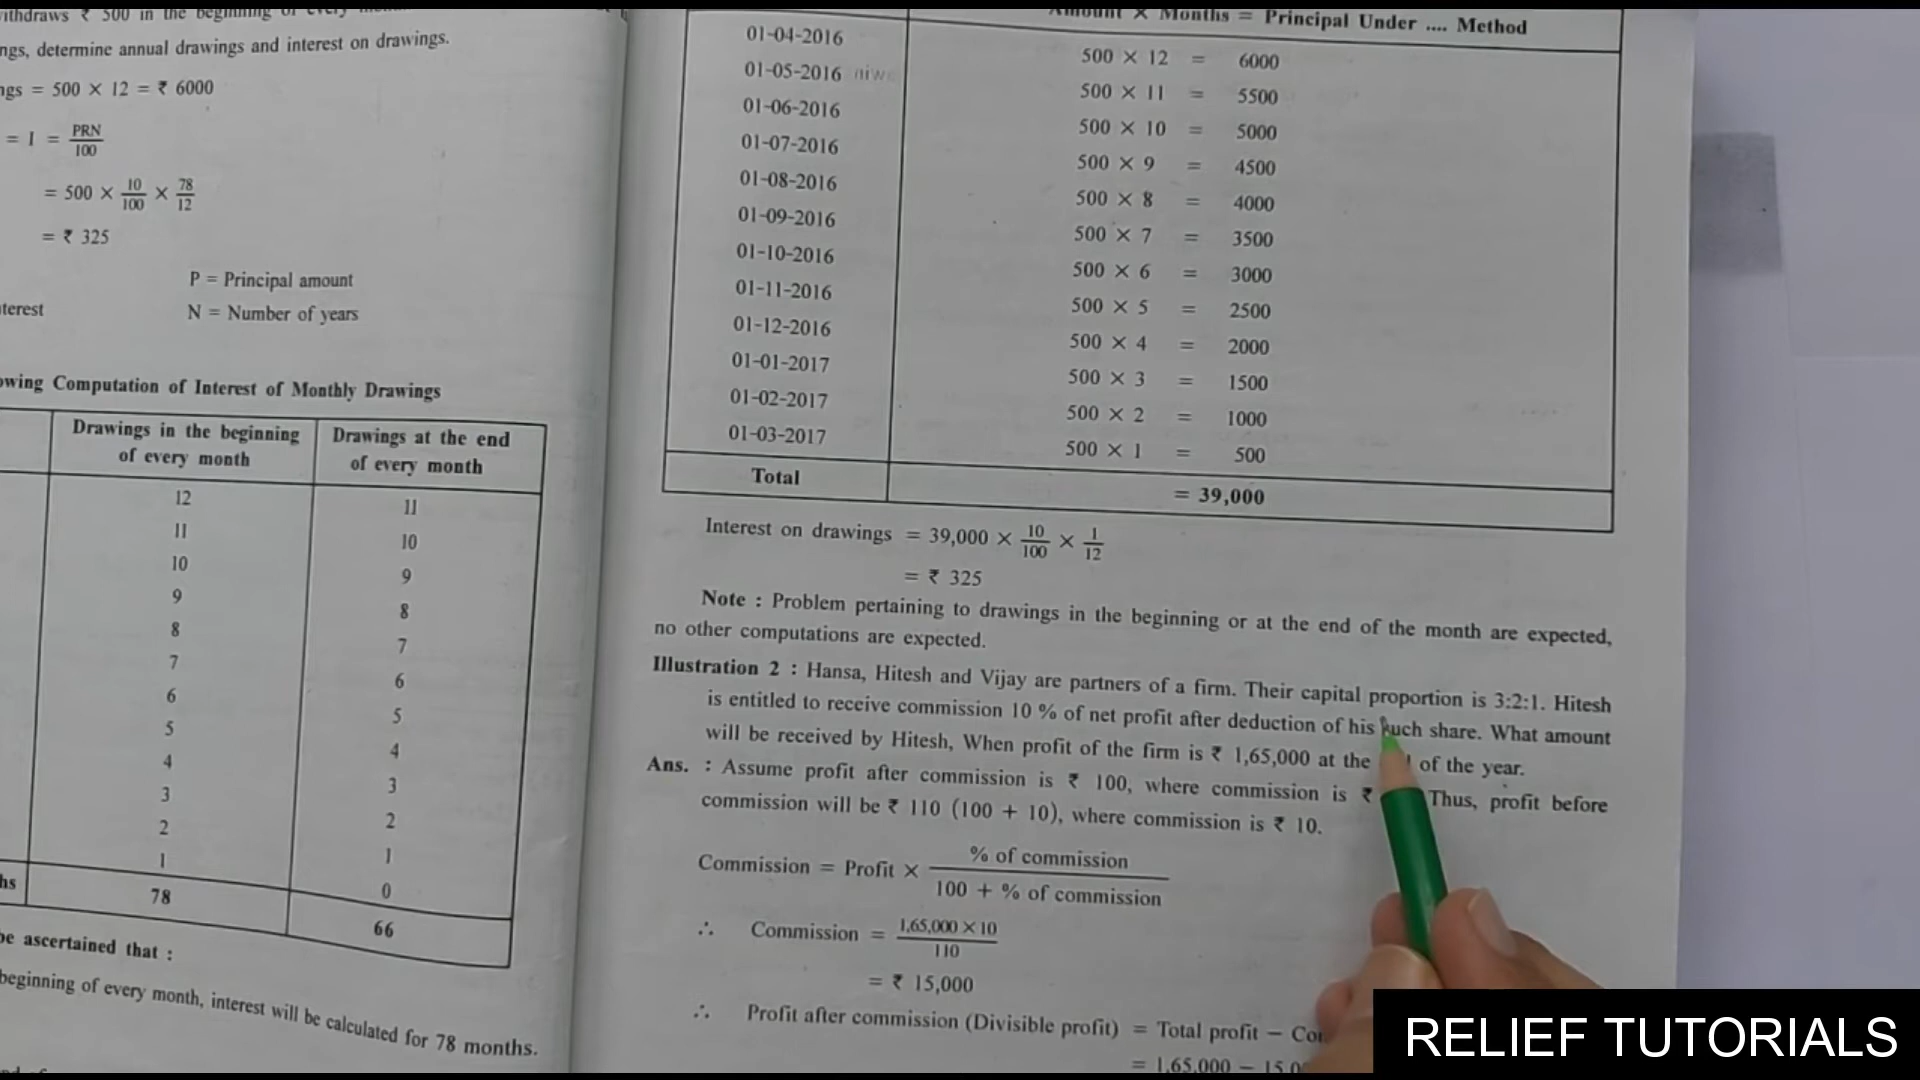 ithdraws ₹ 500 in the beginning of every
ngs, determine annual drawings and interest on drawings.
ngs = 500 × 12 = ₹ 6000
= I = PRN / 100
= 500 × 10/100 × 78/12
= ₹ 325
P = Principal amount
terest N = Number of years
owing Computation of Interest of Monthly Drawings
Drawings in the beginning of every month | Drawings at the end of every month
12 11
11 10
10 9
9 8
8 7
7 6
6 5
5 4
4 3
3 2
2 1
1 0
hs 78 66
be ascertained that :
beginning of every month, interest will be calculated for 78 months.
Amount × Months = Principal Under .... Method
01-04-2016 500 × 12 = 6000
01-05-2016 500 × 11 = 5500
01-06-2016 500 × 10 = 5000
01-07-2016 500 × 9 = 4500
01-08-2016 500 × 8 = 4000
01-09-2016 500 × 7 = 3500
01-10-2016 500 × 6 = 3000
01-11-2016 500 × 5 = 2500
01-12-2016 500 × 4 = 2000
01-01-2017 500 × 3 = 1500
01-02-2017 500 × 2 = 1000
01-03-2017 500 × 1 = 500
Total = 39,000
Interest on drawings = 39,000 × 10/100 × 1/12
= ₹ 325
Note : Problem pertaining to drawings in the beginning or at the end of the month are expected,
no other computations are expected.
Illustration 2 : Hansa, Hitesh and Vijay are partners of a firm. Their capital proportion is 3:2:1. Hitesh
is entitled to receive commission 10 % of net profit after deduction of his such share. What amount
will be received by Hitesh, When profit of the firm is ₹ 1,65,000 at the of the year.
Ans. : Assume profit after commission is ₹ 100, where commission is ₹ Thus, profit before
commission will be ₹ 110 (100 + 10), where commission is ₹ 10.
Commission = Profit × % of commission / 100 + % of commission
∴ Commission = 1,65,000 × 10 / 110
= ₹ 15,000
∴ Profit after commission (Divisible profit) = Total profit − Co
= 1,65,000 − 15,0
RELIEF TUTORIALS